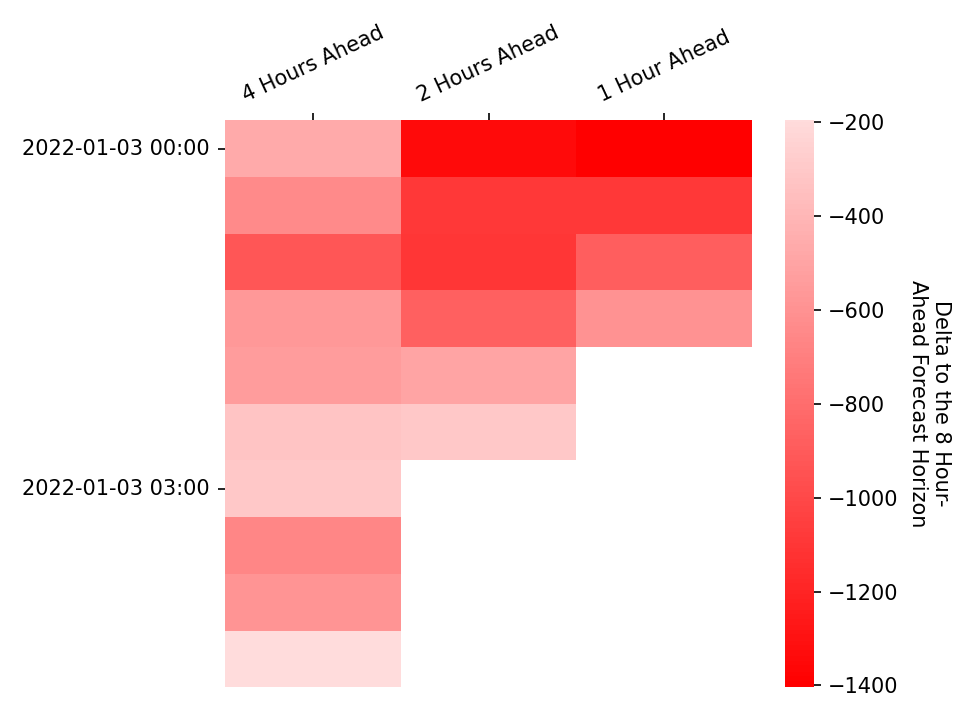 4 Hours Ahead
2 Hours Ahead
1 Hour Ahead
2022-01-03 00:00
2022-01-03 03:00
−200
−400
−600
−800
−1000
−1200
−1400
Delta to the 8 Hour-
Ahead Forecast Horizon